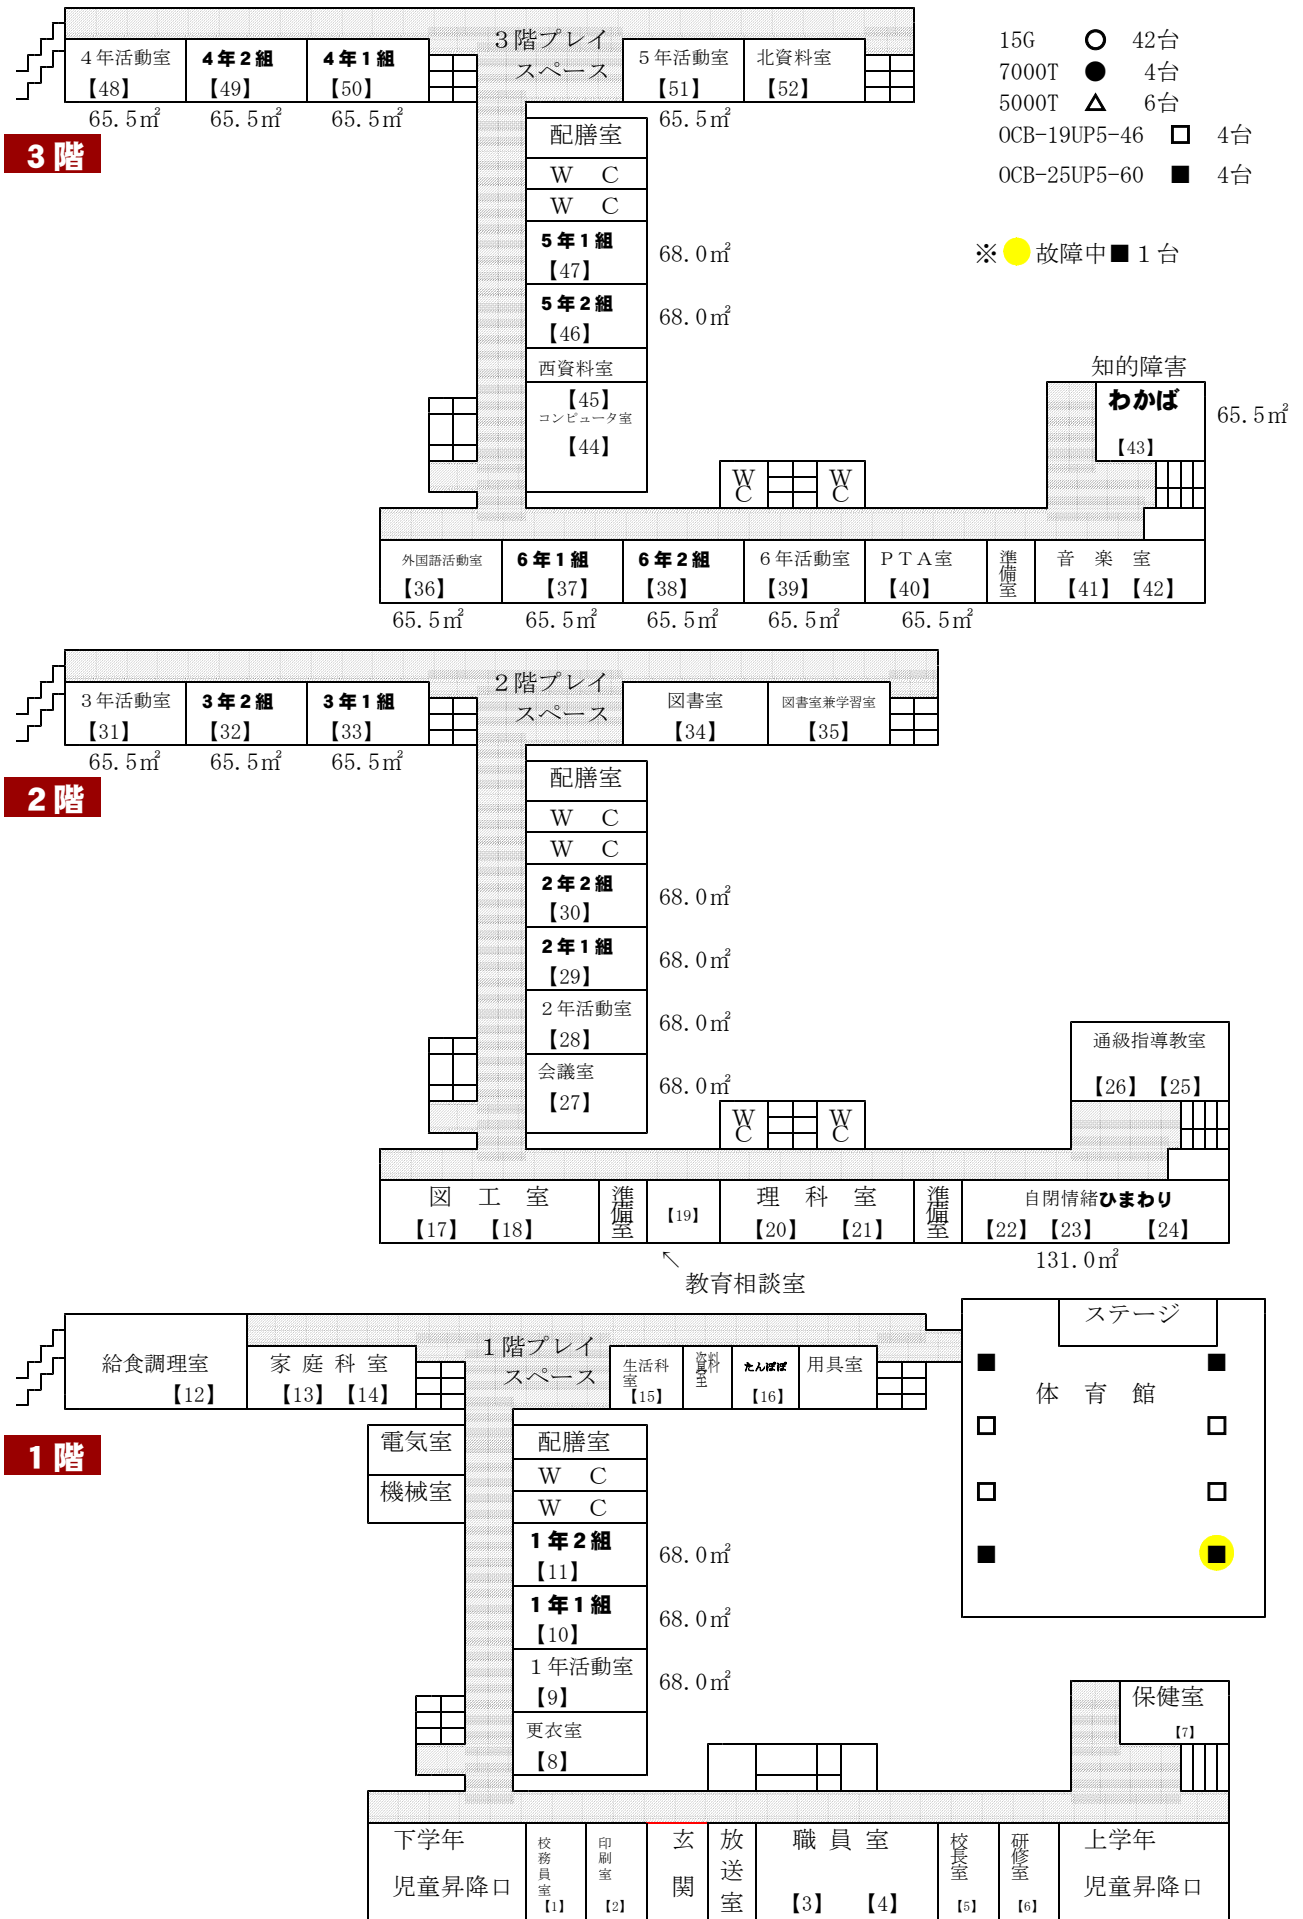 3階プレイ
スペース
4年活動室
【48】
4年2組
【49】
4年1組
【50】
5年活動室
【51】
北資料室
【52】
65.5㎡
65.5㎡
65.5㎡
65.5㎡
15G ○ 42台
7000T ● 4台
5000T △ 6台
OCB-19UP5-46 □ 4台
OCB-25UP5-60 ■ 4台
※ 故障中■1台
3階
配膳室
W C
W C
5年1組
【47】
68.0㎡
5年2組
【46】
68.0㎡
西資料室
【45】
コンピュータ室
【44】
知的障害
わかば
【43】
65.5㎡
WC
WC
外国語活動室
【36】
6年1組
【37】
6年2組
【38】
6年活動室
【39】
PTA室
【40】
準備室
音楽室
【41】 【42】
65.5㎡
65.5㎡
65.5㎡
65.5㎡
65.5㎡
2階プレイ
スペース
3年活動室
【31】
3年2組
【32】
3年1組
【33】
図書室
【34】
図書室兼学習室
【35】
65.5㎡
65.5㎡
65.5㎡
2階
配膳室
W C
W C
2年2組
【30】
68.0㎡
2年1組
【29】
68.0㎡
2年活動室
【28】
68.0㎡
会議室
【27】
68.0㎡
通級指導教室
【26】 【25】
WC
WC
図工室
【17】 【18】
準備室
【19】
理科室
【20】 【21】
準備室
自閉情緒ひまわり
【22】 【23】 【24】
131.0㎡
↖
教育相談室
1階プレイ
スペース
給食調理室
【12】
家庭科室
【13】 【14】
生活科
室
【15】
たんぽぽ
【16】
用具室
ステージ
■ ■
体育館
□ □
□ □
■ ■
1階
電気室
機械室
配膳室
W C
W C
1年2組
【11】
68.0㎡
1年1組
【10】
68.0㎡
1年活動室
【9】
68.0㎡
更衣室
【8】
保健室
【7】
下学年
児童昇降口
校務員室
【1】
印刷室
【2】
玄関
放送室
職員室
【3】 【4】
校長室
【5】
研修室
【6】
上学年
児童昇降口